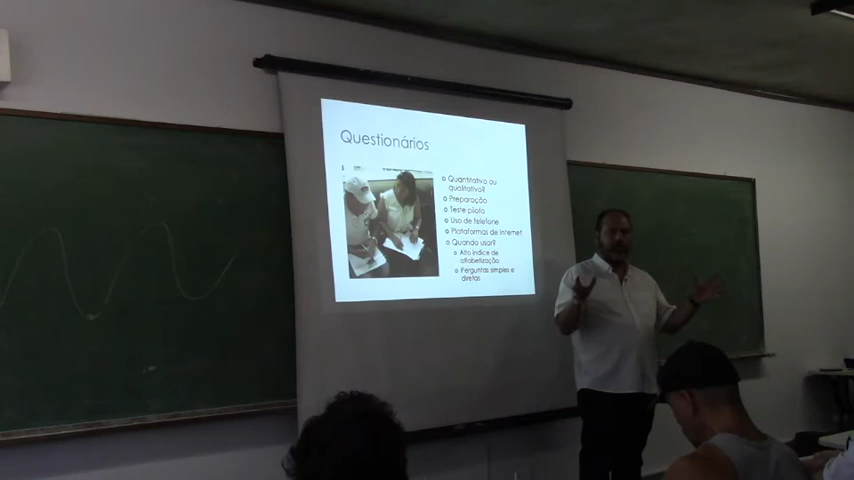 Questionários
Quantitativo ou
qualitativo?
Preparação
Teste piloto
Uso de telefone
Plataformas de internet
Quando usar?
Alto índice de
alfabetização
Perguntas simples e
diretas